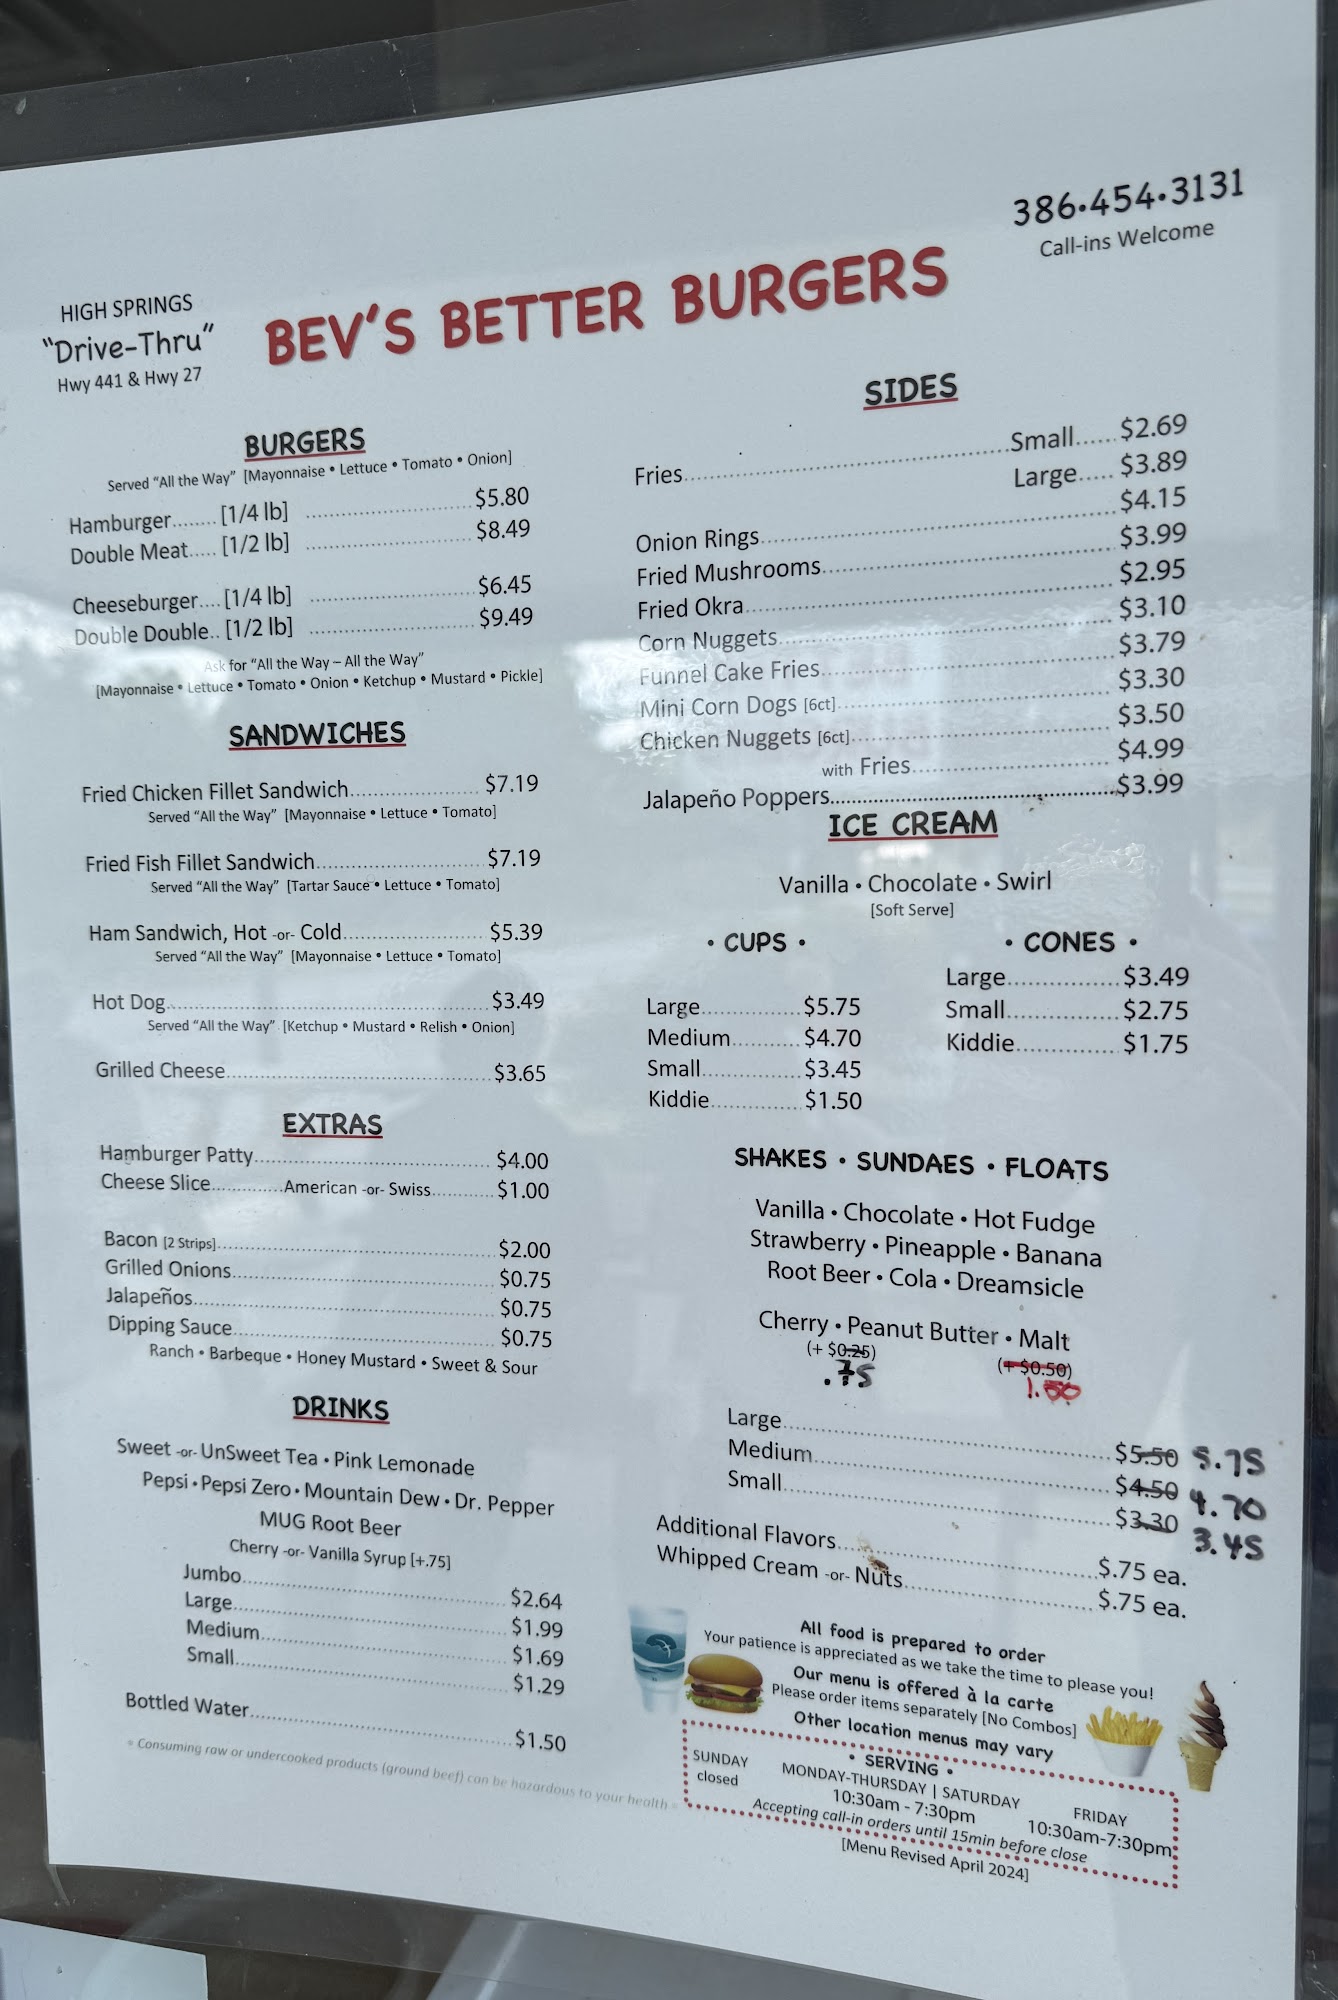 386•454•3131
Call-ins Welcome
HIGH SPRINGS
"Drive-Thru"
Hwy 441 & Hwy 27
BEV'S BETTER BURGERS
BURGERS
Served "All the Way" [Mayonnaise • Lettuce • Tomato • Onion]
Hamburger........ [1/4 lb] ........ $5.80
Double Meat..... [1/2 lb] ........ $8.49
Cheeseburger.... [1/4 lb] ........ $6.45
Double Double.. [1/2 lb] ........ $9.49
Ask for "All the Way – All the Way"
[Mayonnaise • Lettuce • Tomato • Onion • Ketchup • Mustard • Pickle]
SANDWICHES
Fried Chicken Fillet Sandwich........ $7.19
Served "All the Way" [Mayonnaise • Lettuce • Tomato]
Fried Fish Fillet Sandwich........ $7.19
Served "All the Way" [Tartar Sauce • Lettuce • Tomato]
Ham Sandwich, Hot -or- Cold........ $5.39
Served "All the Way" [Mayonnaise • Lettuce • Tomato]
Hot Dog........ $3.49
Served "All the Way" [Ketchup • Mustard • Relish • Onion]
Grilled Cheese........ $3.65
EXTRAS
Hamburger Patty........ $4.00
Cheese Slice........ American -or- Swiss........ $1.00
Bacon [2 Strips]........ $2.00
Grilled Onions........ $0.75
Jalapeños........ $0.75
Dipping Sauce........ $0.75
Ranch • Barbeque • Honey Mustard • Sweet & Sour
DRINKS
Sweet -or- UnSweet Tea • Pink Lemonade
Pepsi • Pepsi Zero • Mountain Dew • Dr. Pepper
MUG Root Beer
Cherry -or- Vanilla Syrup [+.75]
Jumbo........ $2.64
Large........ $1.99
Medium........ $1.69
Small........ $1.29
Bottled Water........ $1.50
* Consuming raw or undercooked products (ground beef) can be hazardous to your health *
SIDES
Fries........ Small...... $2.69
Large..... $3.89
$4.15
Onion Rings........ $3.99
Fried Mushrooms........ $2.95
Fried Okra........ $3.10
Corn Nuggets........ $3.79
Funnel Cake Fries........ $3.30
Mini Corn Dogs [6ct]........ $3.50
Chicken Nuggets [6ct]........ $4.99
with Fries........
Jalapeño Poppers........ $3.99
ICE CREAM
Vanilla • Chocolate • Swirl
[Soft Serve]
• CUPS •
Large........ $5.75
Medium........ $4.70
Small........ $3.45
Kiddie........ $1.50
• CONES •
Large........ $3.49
Small........ $2.75
Kiddie........ $1.75
SHAKES • SUNDAES • FLOATS
Vanilla • Chocolate • Hot Fudge
Strawberry • Pineapple • Banana
Root Beer • Cola • Dreamsicle
Cherry • Peanut Butter • Malt
(+ $0.25) (+ $0.50)
.75 1.50
Large........ $5.50 5.75
Medium........ $4.50 4.70
Small........ $3.30 3.45
Additional Flavors........ $.75 ea.
Whipped Cream -or- Nuts........ $.75 ea.
All food is prepared to order
Your patience is appreciated as we take the time to please you!
Our menu is offered à la carte
Please order items separately [No Combos]
Other location menus may vary
• SERVING •
SUNDAY
closed
MONDAY-THURSDAY | SATURDAY
10:30am - 7:30pm
FRIDAY
10:30am-7:30pm
Accepting call-in orders until 15min before close
[Menu Revised April 2024]